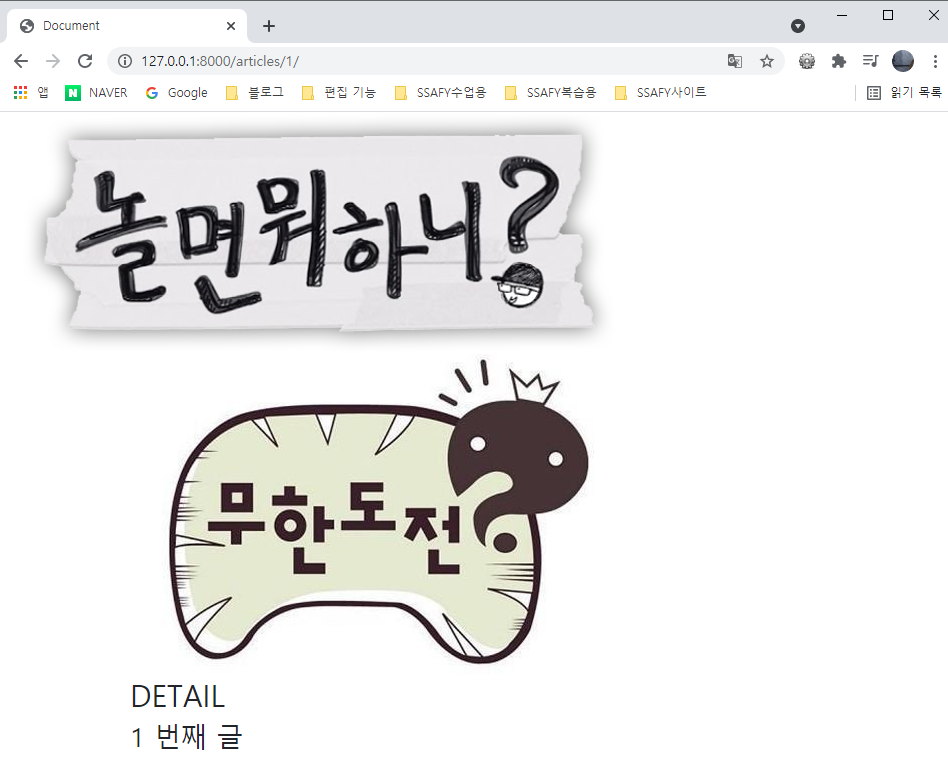 Document
127.0.0.1:8000/articles/1/
앱 NAVER Google 블로그 편집 기능 SSAFY수업용 SSAFY복습용 SSAFY사이트 읽기 목록
놀면뭐하니?
무한도전?
DETAIL
1 번째 글